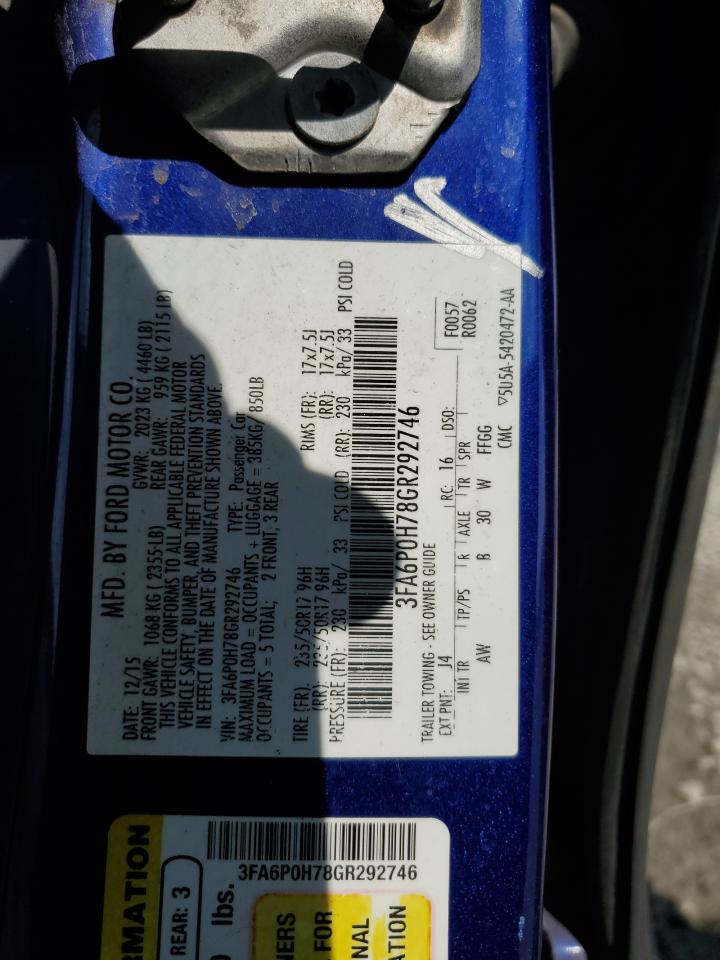 MFD. BY FORD MOTOR CO.
DATE: 12/15 GVWR: 2023 KG ( 4460 LB)
FRONT GAWR: 1068 KG ( 2355 LB) REAR GAWR: 959 KG ( 2115 LB)
THIS VEHICLE CONFORMS TO ALL APPLICABLE FEDERAL MOTOR
VEHICLE SAFETY, BUMPER, AND THEFT PREVENTION STANDARDS
IN EFFECT ON THE DATE OF MANUFACTURE SHOWN ABOVE.
VIN: 3FA6P0H78GR292746 TYPE: Passenger Car
MAXIMUM LOAD = OCCUPANTS + LUGGAGE = 385KG/ 850LB
OCCUPANTS = 5 TOTAL; 2 FRONT, 3 REAR
TIRE (FR): 235/50R17 96H RIMS (FR): 17x7.5J
(RR): 235/50R17 96H (RR): 17x7.5J
PRESSURE (FR): 230 kPa/ 33 PSI COLD (RR): 230 kPa/ 33 PSI COLD
3FA6P0H78GR292746
TRAILER TOWING - SEE OWNER GUIDE
F0057
R0062
EXT PNT: J4 RC: 16 DSO:
INT TR TP/PS R AXLE TR SPR
AW B 30 W FFGG
CMC ▽5U5A-5420472-AA
RMATION
REAR: 3
lbs.
3FA6P0H78GR292746
NERS
FOR
NAL
ATION